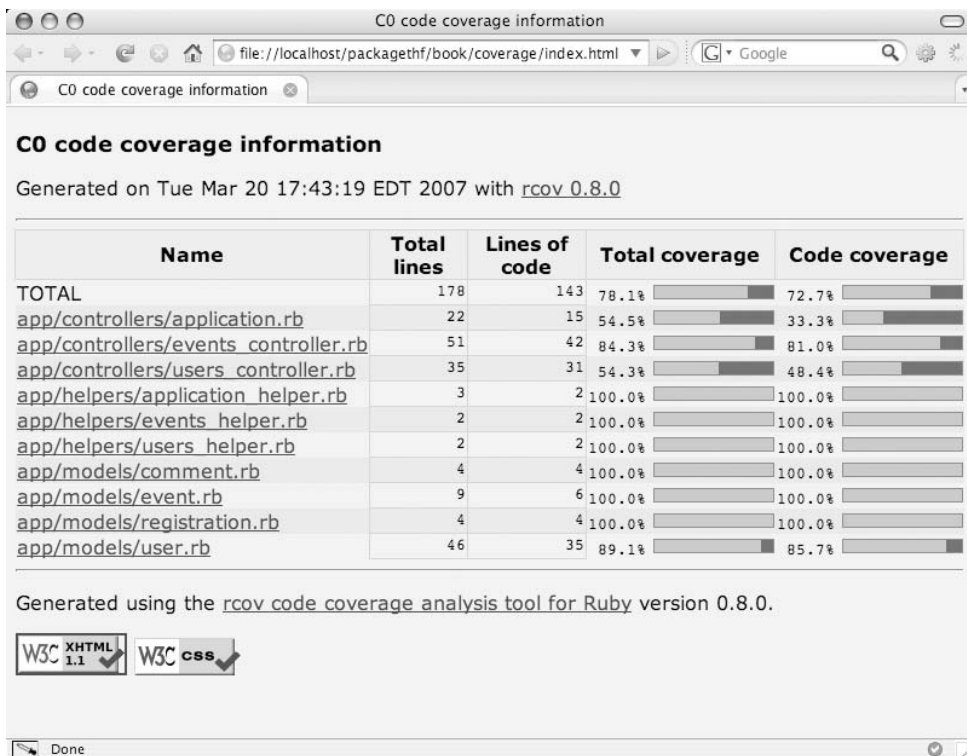 C0 code coverage information
file://localhost/packagethf/book/coverage/index.html G Google
C0 code coverage information
C0 code coverage information
Generated on Tue Mar 20 17:43:19 EDT 2007 with rcov 0.8.0
Name Total lines Lines of code Total coverage Code coverage
TOTAL 178 143 78.1% 72.7%
app/controllers/application.rb 22 15 54.5% 33.3%
app/controllers/events_controller.rb 51 42 84.3% 81.0%
app/controllers/users_controller.rb 35 31 54.3% 48.4%
app/helpers/application_helper.rb 3 2 100.0% 100.0%
app/helpers/events_helper.rb 2 2 100.0% 100.0%
app/helpers/users_helper.rb 2 2 100.0% 100.0%
app/models/comment.rb 4 4 100.0% 100.0%
app/models/event.rb 9 6 100.0% 100.0%
app/models/registration.rb 4 4 100.0% 100.0%
app/models/user.rb 46 35 89.1% 85.7%
Generated using the rcov code coverage analysis tool for Ruby version 0.8.0.
W3C XHTML 1.1 W3C css
Done